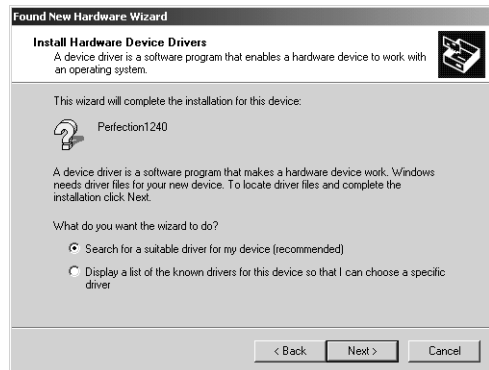 Found New Hardware Wizard
Install Hardware Device Drivers
A device driver is a software program that enables a hardware device to work with
an operating system.
This wizard will complete the installation for this device:
Perfection1240
A device driver is a software program that makes a hardware device work. Windows
needs driver files for your new device. To locate driver files and complete the
installation click Next.
What do you want the wizard to do?
Search for a suitable driver for my device (recommended)
Display a list of the known drivers for this device so that I can choose a specific
driver
< Back Next > Cancel